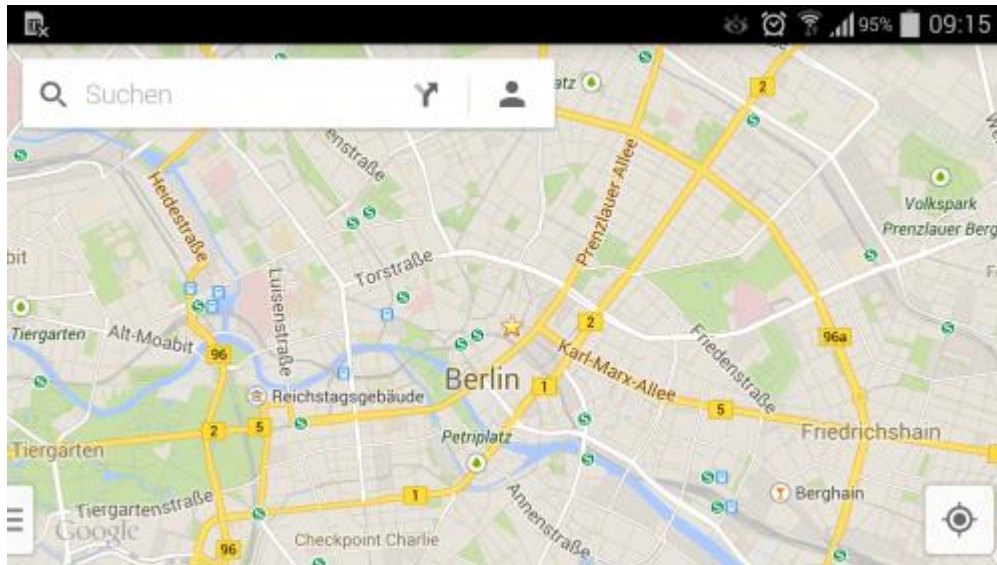 95% 09:15
Suchen
atz
2
enstraße
Heidestraße
Prenzlauer Allee
Volkspark
Prenzlauer Berg
bit
Torstraße
Luisenstraße
Tiergarten
Alt-Moabit
96
2
96a
Friedenstraße
Karl-Marx-Allee
Berlin
1
Reichstagsgebäude
5
2
5
Friedrichshain
Tiergarten
Petriplatz
1
Berghain
Tiergartenstraße
Annenstraße
Google
Checkpoint Charlie
96